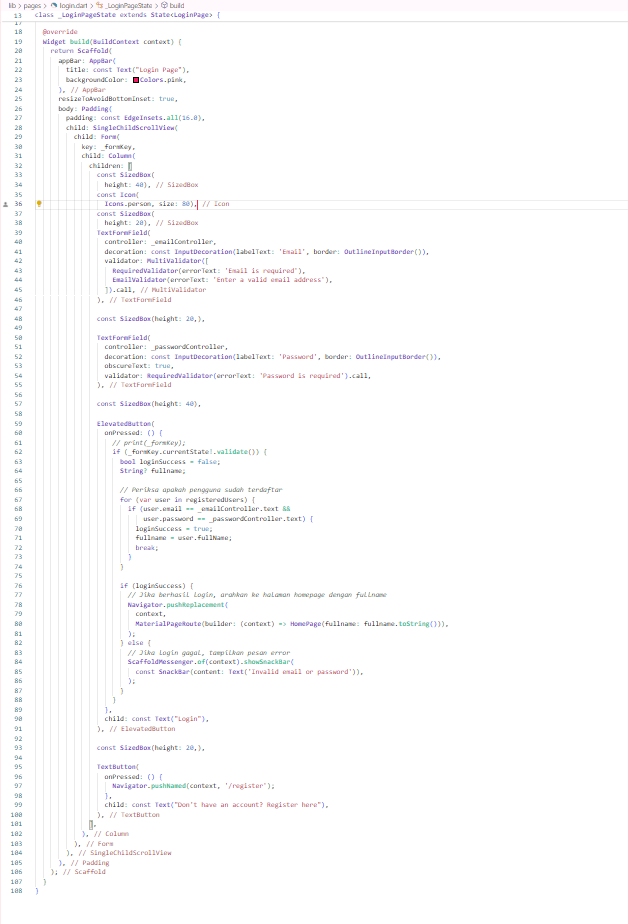 lib > pages > login.dart > _LoginPageState > build
13 class _LoginPageState extends State<LoginPage> {
17
18 @override
19 Widget build(BuildContext context) {
20 return Scaffold(
21 appBar: AppBar(
22 title: const Text("Login Page"),
23 backgroundColor: Colors.pink,
24 ), // AppBar
25 resizeToAvoidBottomInset: true,
26 body: Padding(
27 padding: const EdgeInsets.all(16.0),
28 child: SingleChildScrollView(
29 child: Form(
30 key: _formKey,
31 child: Column(
32 children: [
33 const SizedBox(
34 height: 40), // SizedBox
35 const Icon(
36 Icons.person, size: 80), // Icon
37 const SizedBox(
38 height: 20), // SizedBox
39 TextFormField(
40 controller: _emailController,
41 decoration: const InputDecoration(labelText: 'Email', border: OutlineInputBorder()),
42 validator: MultiValidator([
43 RequiredValidator(errorText: 'Email is required'),
44 EmailValidator(errorText: 'Enter a valid email address'),
45 ]).call, // MultiValidator
46 ), // TextFormField
47
48 const SizedBox(height: 20,),
49
50 TextFormField(
51 controller: _passwordController,
52 decoration: const InputDecoration(labelText: 'Password', border: OutlineInputBorder()),
53 obscureText: true,
54 validator: RequiredValidator(errorText: 'Password is required').call,
55 ), // TextFormField
56
57 const SizedBox(height: 40),
58
59 ElevatedButton(
60 onPressed: () {
61 // print(_formKey);
62 if (_formKey.currentState!.validate()) {
63 bool loginSuccess = false;
64 String? fullname;
65
66 // Periksa apakah pengguna sudah terdaftar
67 for (var user in registeredUsers) {
68 if (user.email == _emailController.text &&
69 user.password == _passwordController.text) {
70 loginSuccess = true;
71 fullname = user.fullName;
72 break;
73 }
74 }
75
76 if (loginSuccess) {
77 // Jika berhasil login, arahkan ke halaman homepage dengan fullname
78 Navigator.pushReplacement(
79 context,
80 MaterialPageRoute(builder: (context) => HomePage(fullname: fullname.toString())),
81 );
82 } else {
83 // Jika login gagal, tampilkan pesan error
84 ScaffoldMessenger.of(context).showSnackBar(
85 const SnackBar(content: Text('Invalid email or password')),
86 );
87 }
88 }
89 },
90 child: const Text("Login"),
91 ), // ElevatedButton
92
93 const SizedBox(height: 20,),
94
95 TextButton(
96 onPressed: () {
97 Navigator.pushNamed(context, '/register');
98 },
99 child: const Text("Don't have an account? Register here"),
100 ), // TextButton
101 ],
102 ), // Column
103 ), // Form
104 ), // SingleChildScrollView
105 ), // Padding
106 ); // Scaffold
107 }
108 }